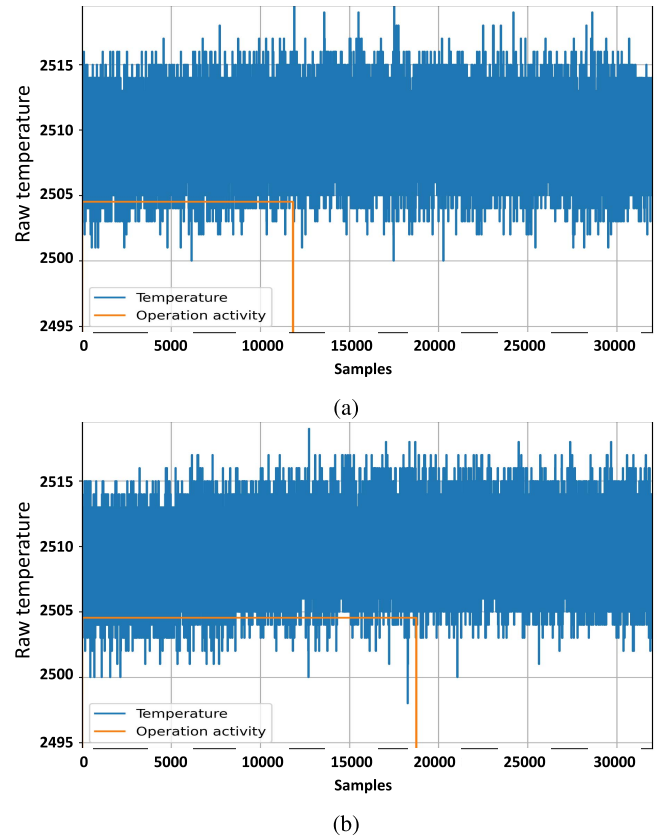 2515
2510
2505
2500
2495
Raw temperature
Temperature
Operation activity
0 5000 10000 15000 20000 25000 30000
Samples
(a)
2515
2510
2505
2500
2495
Raw temperature
Temperature
Operation activity
0 5000 10000 15000 20000 25000 30000
Samples
(b)